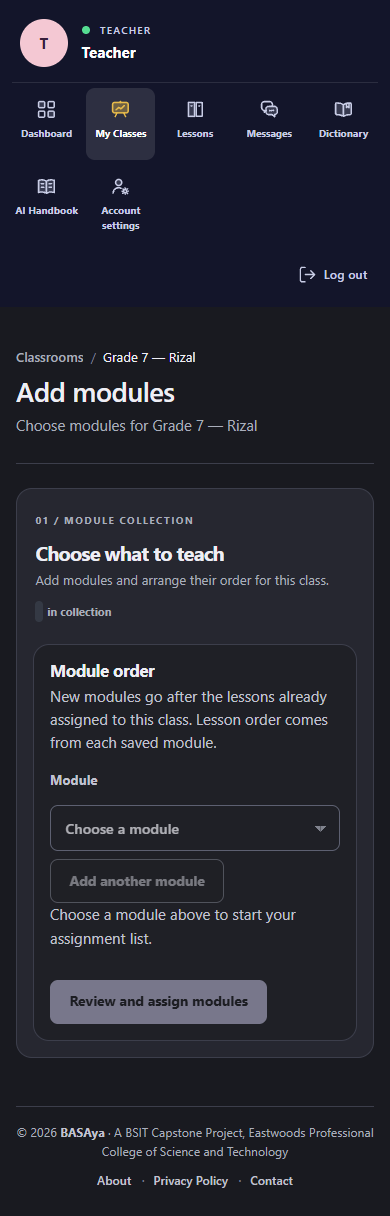 T
TEACHER
Teacher
Dashboard
My Classes
Lessons
Messages
Dictionary
AI Handbook
Account
settings
Log out
Classrooms / Grade 7 — Rizal
Add modules
Choose modules for Grade 7 — Rizal
01 / MODULE COLLECTION
Choose what to teach
Add modules and arrange their order for this class.
in collection
Module order
New modules go after the lessons already
assigned to this class. Lesson order comes
from each saved module.
Module
Choose a module
Add another module
Choose a module above to start your
assignment list.
Review and assign modules
© 2026 BASAya · A BSIT Capstone Project, Eastwoods Professional
College of Science and Technology
About · Privacy Policy · Contact